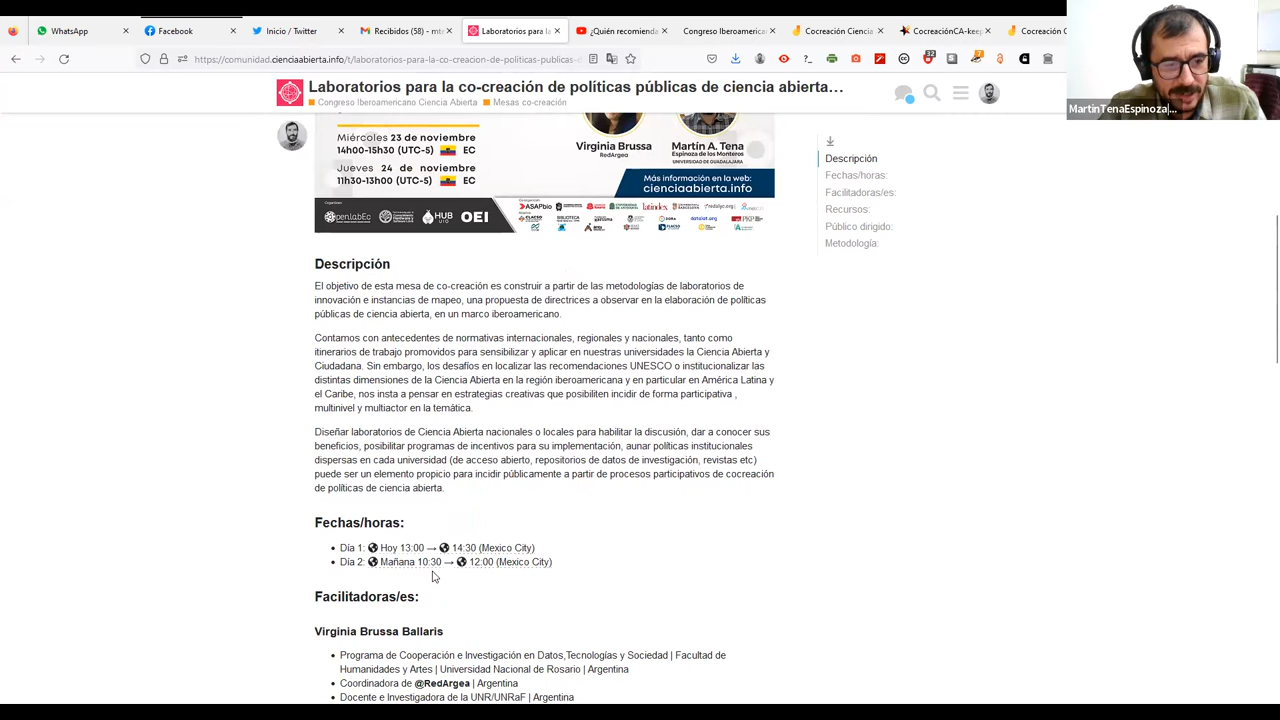 WhatsApp
Facebook
Inicio / Twitter
Recibidos (58) - mte
Laboratorios para la
¿Quién recomienda
Congreso Iberoamerican
Cocreación Ciencia
CocreaciónCA-keep
Cocreación
https://comunidad.cienciaabierta.info/t/laboratorios-para-la-co-creacion-de-politicas-publicas-d
22
Laboratorios para la co-creación de políticas públicas de ciencia abierta…
Congreso Iberoamericano Ciencia Abierta Mesas co-creación
MartinTenaEspinoza|...
Miércoles 23 de noviembre
14h00-15h30 (UTC-5) EC
Jueves 24 de noviembre
11h30-13h00 (UTC-5) EC
Virginia Brussa
RedArgea
Martín A. Tena
Espinoza de los Monteros
UNIVERSIDAD DE GUADALAJARA
Más información en la web:
cienciaabierta.info
openlabEc
HUB
OEI
ASAPbio
latindex
redalyc.org
Descripción
Fechas/horas:
Facilitadoras/es:
Recursos:
Público dirigido:
Metodología:
Descripción
El objetivo de esta mesa de co-creación es construir a partir de las metodologías de laboratorios de
innovación e instancias de mapeo, una propuesta de directrices a observar en la elaboración de políticas
públicas de ciencia abierta, en un marco iberoamericano.
Contamos con antecedentes de normativas internacionales, regionales y nacionales, tanto como
itinerarios de trabajo promovidos para sensibilizar y aplicar en nuestras universidades la Ciencia Abierta y
Ciudadana. Sin embargo, los desafíos en localizar las recomendaciones UNESCO o institucionalizar las
distintas dimensiones de la Ciencia Abierta en la región iberoamericana y en particular en América Latina y
el Caribe, nos insta a pensar en estrategias creativas que posibiliten incidir de forma participativa ,
multinivel y multiactor en la temática.
Diseñar laboratorios de Ciencia Abierta nacionales o locales para habilitar la discusión, dar a conocer sus
beneficios, posibilitar programas de incentivos para su implementación, aunar políticas institucionales
dispersas en cada universidad (de acceso abierto, repositorios de datos de investigación, revistas etc)
puede ser un elemento propicio para incidir públicamente a partir de procesos participativos de cocreación
de políticas de ciencia abierta.
Fechas/horas:
• Día 1: Hoy 13:00 → 14:30 (Mexico City)
• Día 2: Mañana 10:30 → 12:00 (Mexico City)
Facilitadoras/es:
Virginia Brussa Ballaris
• Programa de Cooperación e Investigación en Datos,Tecnologías y Sociedad | Facultad de
Humanidades y Artes | Universidad Nacional de Rosario | Argentina
• Coordinadora de @RedArgea | Argentina
• Docente e Investigadora de la UNR/UNRaF | Argentina